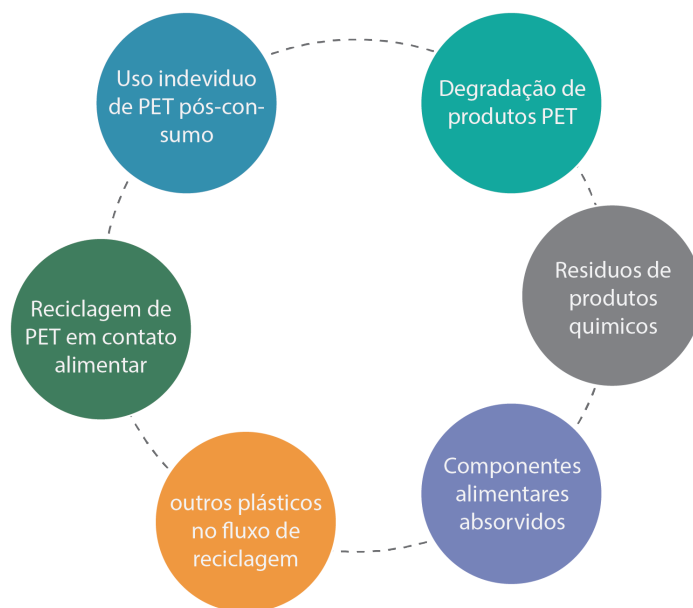 Uso indeviduo
de PET pós-con-
sumo
Degradação de
produtos PET
Residuos de
produtos
quimicos
Componentes
alimentares
absorvidos
outros plásticos
no fluxo de
reciclagem
Reciclagem de
PET em contato
alimentar